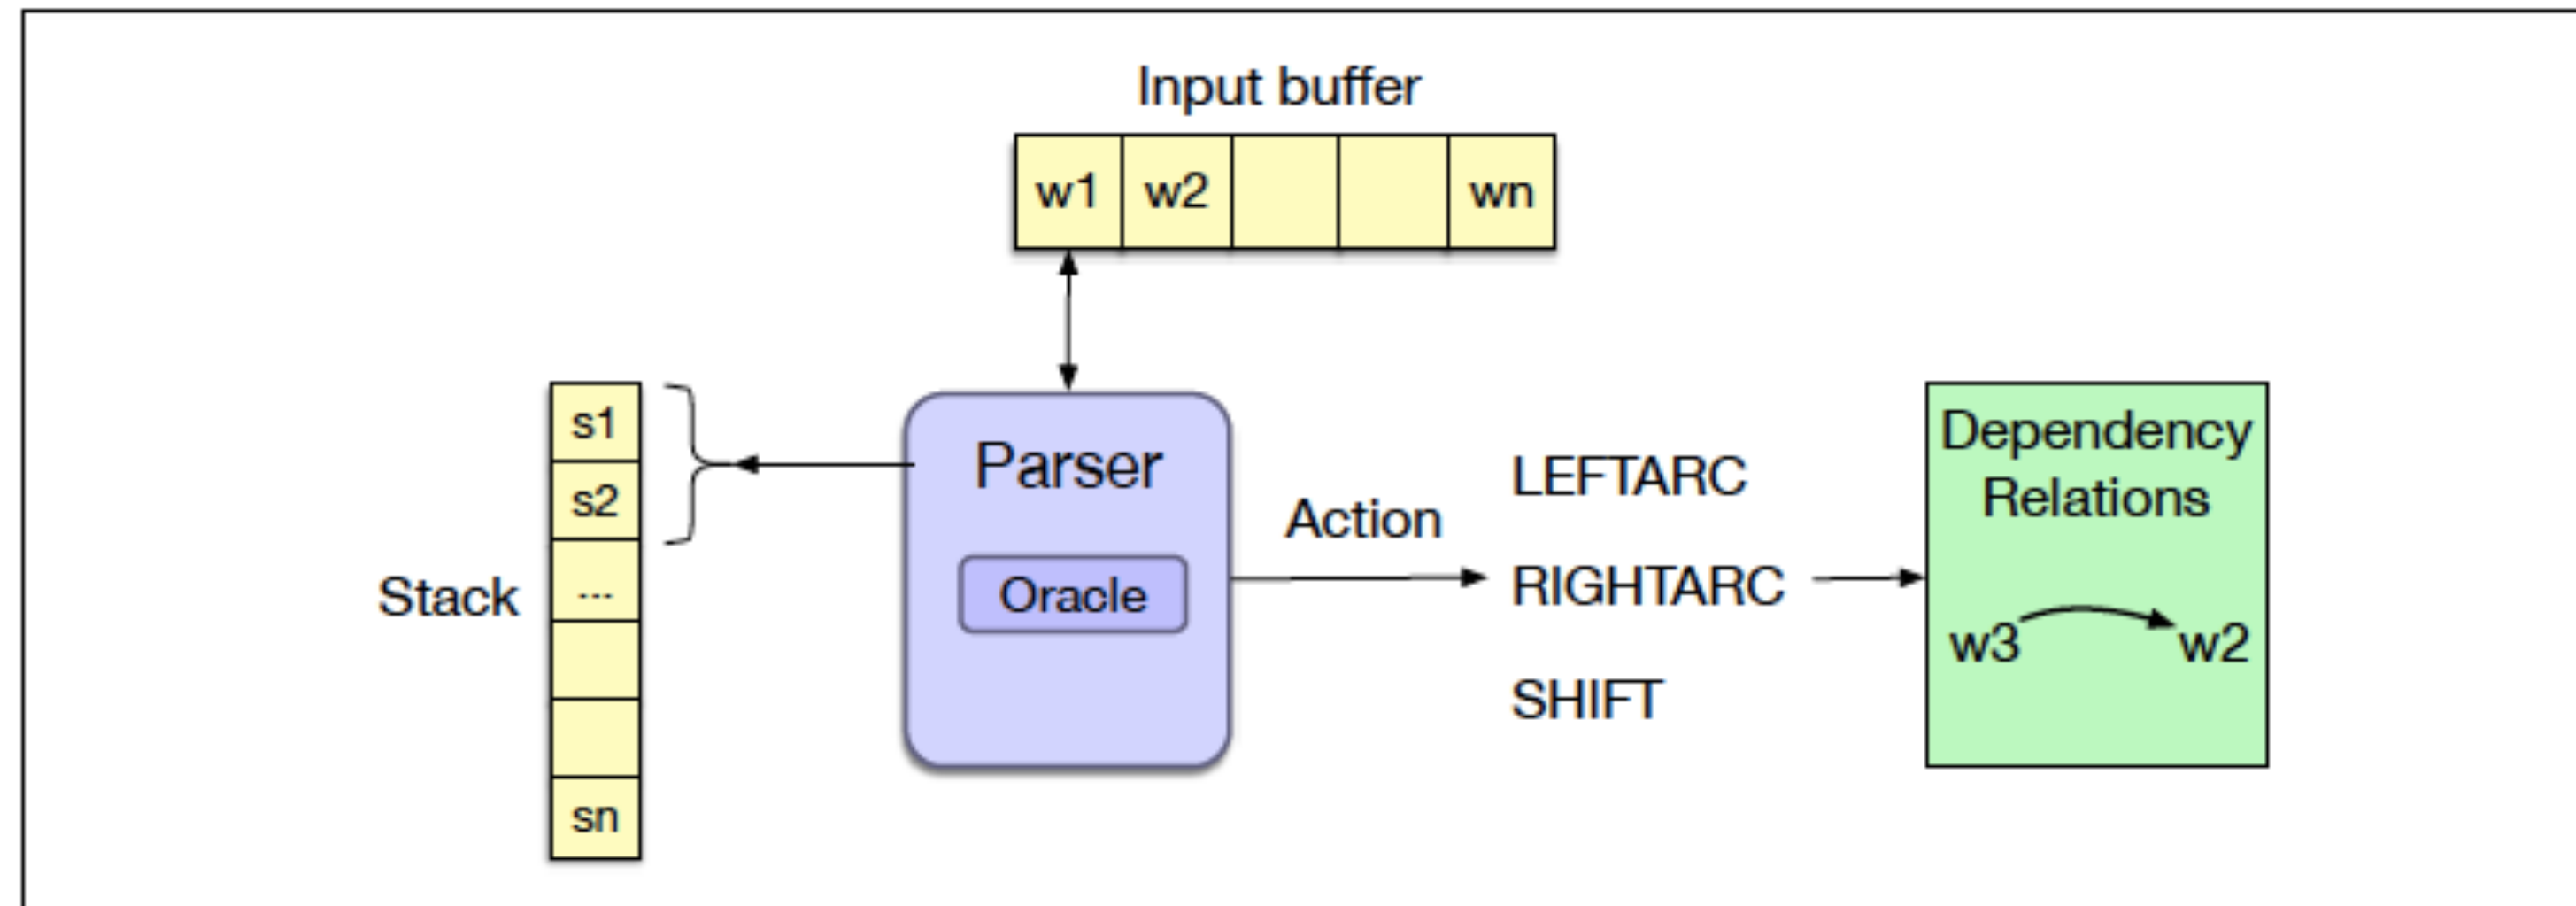 Input buffer
w1 w2 wn
s1
s2
Stack
...
sn
Parser
Oracle
Action
LEFTARC
RIGHTARC
SHIFT
Dependency
Relations
w3 w2